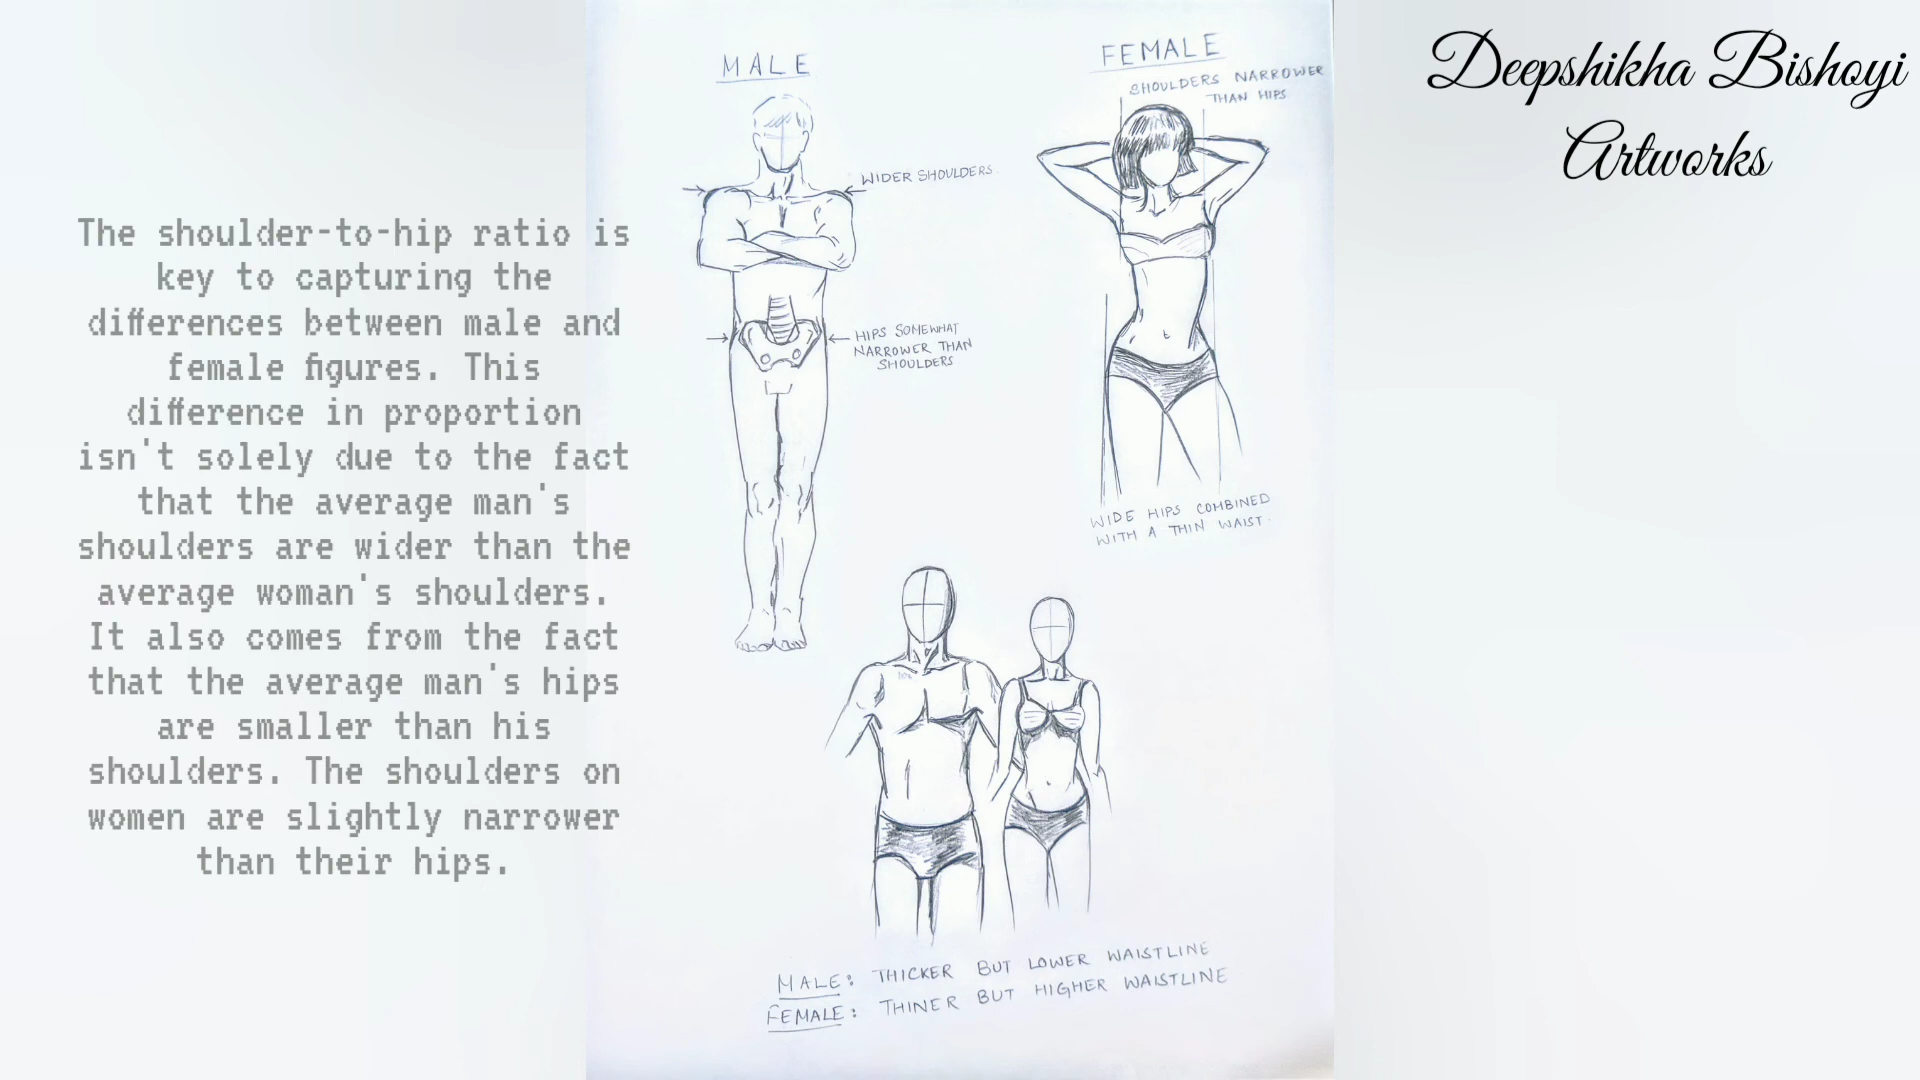 The shoulder-to-hip ratio is
key to capturing the
differences between male and
female figures. This
difference in proportion
isn't solely due to the fact
that the average man's
shoulders are wider than the
average woman's shoulders.
It also comes from the fact
that the average man's hips
are smaller than his
shoulders. The shoulders on
women are slightly narrower
than their hips.
MALE
WIDER SHOULDERS
HIPS SOMEWHAT
NARROWER THAN
SHOULDERS
FEMALE
SHOULDERS NARROWER
THAN HIPS
WIDE HIPS COMBINED
WITH A THIN WAIST.
MALE: THICKER BUT LOWER WAISTLINE
FEMALE: THINER BUT HIGHER WAISTLINE
Deepshikha Bishoyi
Artworks